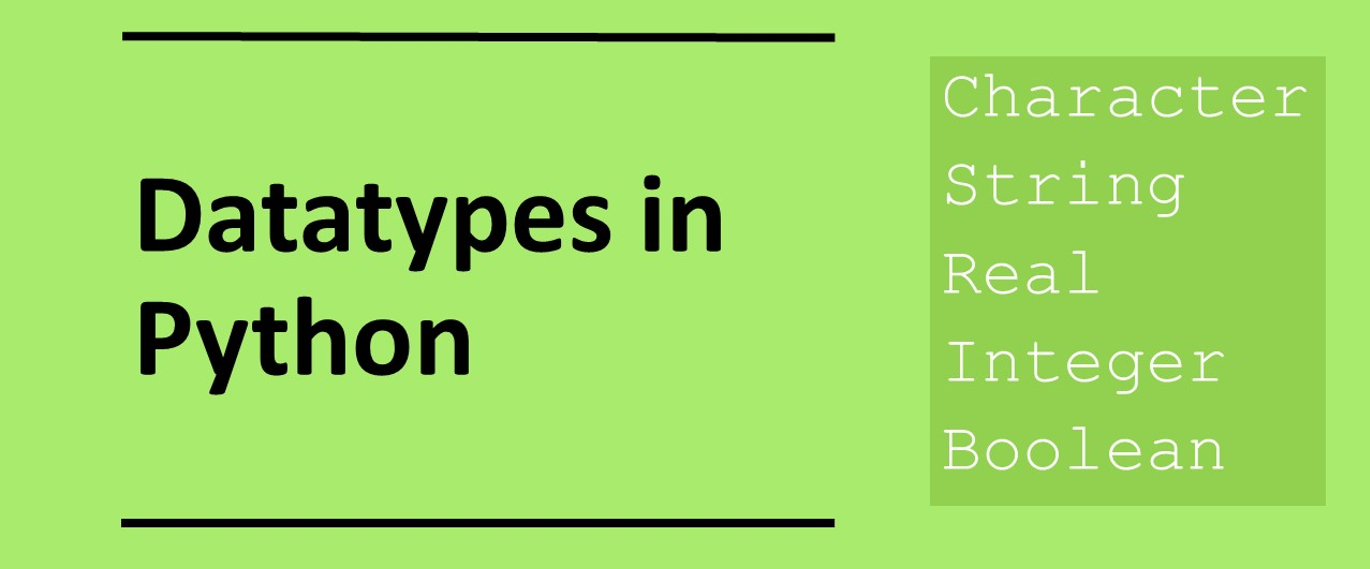 Datatypes in
Python
Character
String
Real
Integer
Boolean